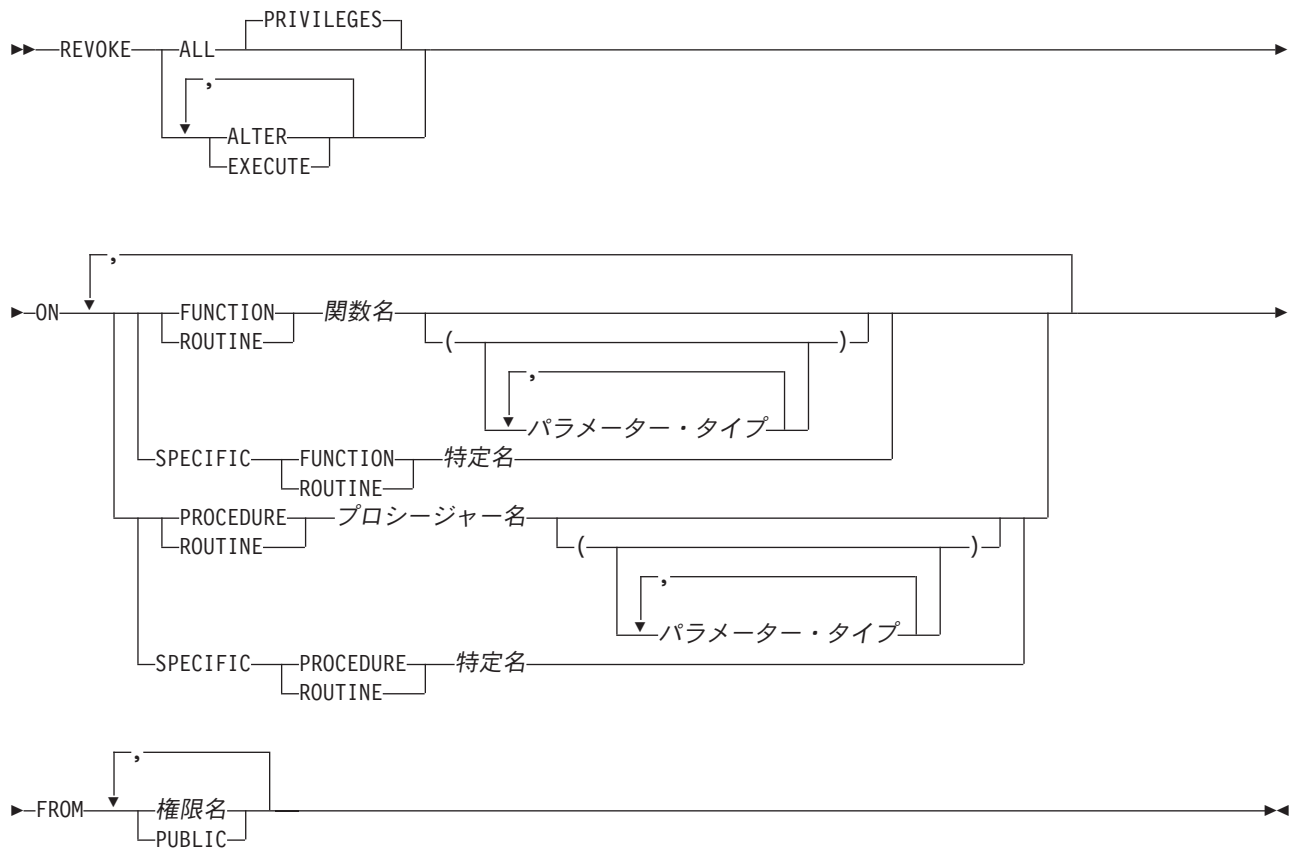 PRIVILEGES
REVOKE ALL
,
ALTER
EXECUTE
,
ON FUNCTION 関数名
ROUTINE ( )
,
パラメーター・タイプ
SPECIFIC FUNCTION 特定名
ROUTINE
PROCEDURE プロシージャー名
ROUTINE ( )
,
パラメーター・タイプ
SPECIFIC PROCEDURE 特定名
ROUTINE
,
FROM 権限名
PUBLIC